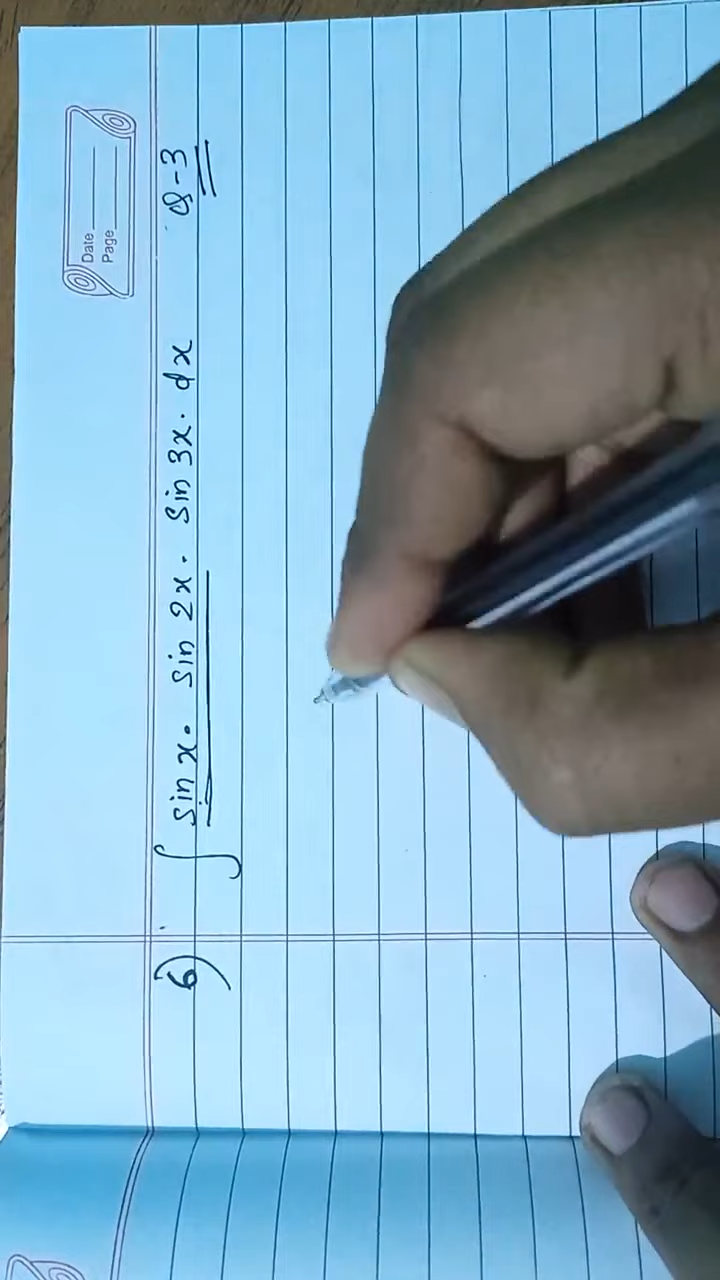 Date
Page
6) ∫ sin x. sin 2x. sin 3x. dx Q-3